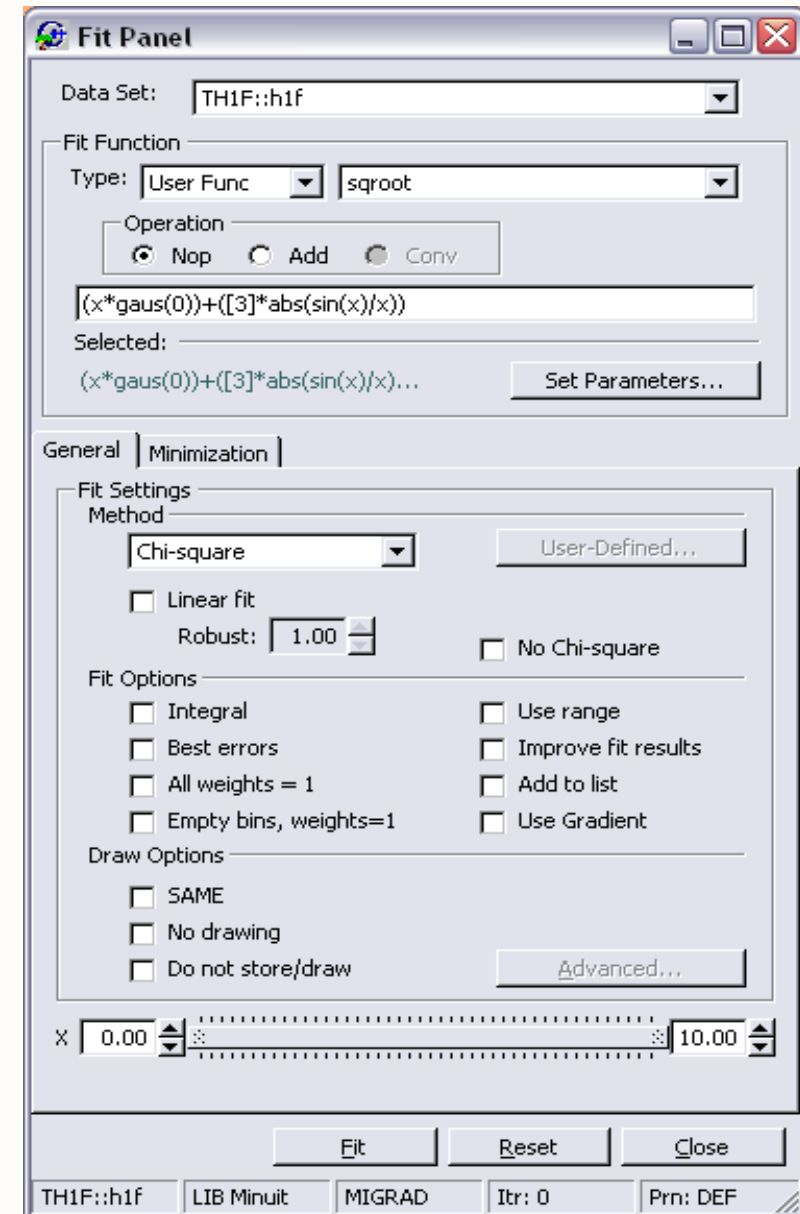 Fit Panel
Data Set: TH1F::h1f
Fit Function
Type: User Func sqroot
Operation
Nop Add Conv
(x*gaus(0))+([3]*abs(sin(x)/x))
Selected:
(x*gaus(0))+([3]*abs(sin(x)/x)... Set Parameters...
General Minimization
Fit Settings
Method
Chi-square User-Defined...
Linear fit
Robust: 1.00 No Chi-square
Fit Options
Integral Use range
Best errors Improve fit results
All weights = 1 Add to list
Empty bins, weights=1 Use Gradient
Draw Options
SAME
No drawing
Do not store/draw Advanced...
X 0.00 10.00
Fit Reset Close
TH1F::h1f LIB Minuit MIGRAD Itr: 0 Prn: DEF